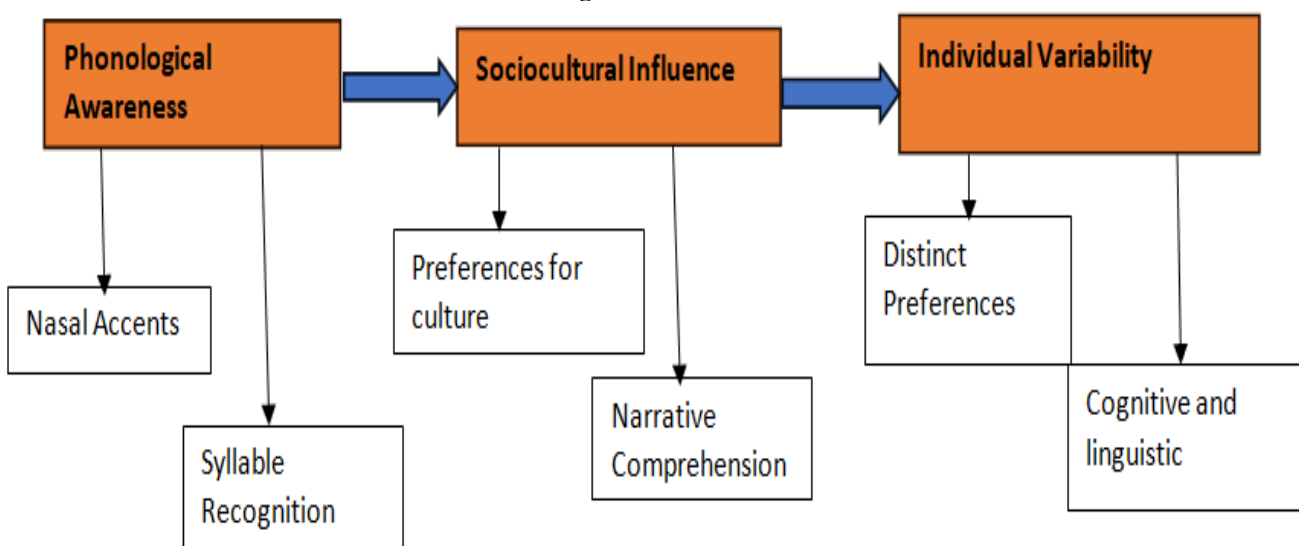 Phonological
Awareness
Sociocultural Influence
Individual Variability
Nasal Accents
Syllable
Recognition
Preferences for
culture
Narrative
Comprehension
Distinct
Preferences
Cognitive and
linguistic